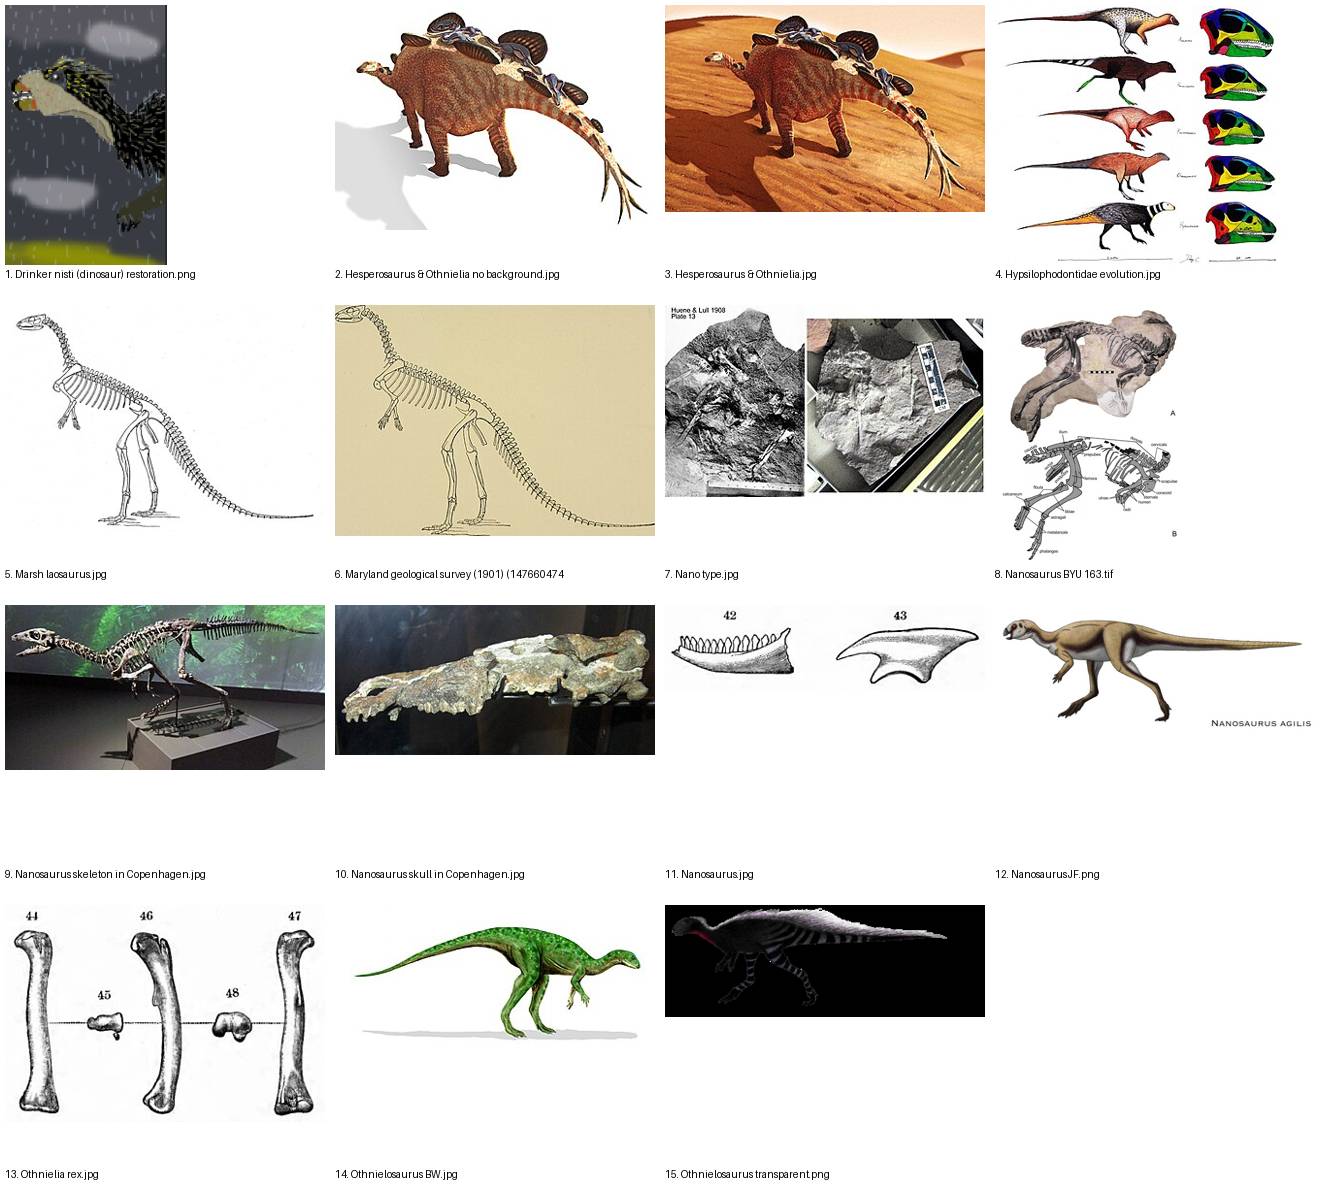 1. Drinker nisti (dinosaur) restoration.png
2. Hesperosaurus & Othnielia no background.jpg
3. Hesperosaurus & Othnielia.jpg
4. Hypsilophodontidae evolution.jpg
Huene & Lull 1908
Plate 13
A
B
5. Marsh laosaurus.jpg
6. Maryland geological survey (1901) (147660474
7. Nano type.jpg
8. Nanosaurus BYU 163.tif
42
43
NANOSAURUS AGILIS
9. Nanosaurus skeleton in Copenhagen.jpg
10. Nanosaurus skull in Copenhagen.jpg
11. Nanosaurus.jpg
12. NanosaurusJF.png
44
46
47
45
48
13. Othnielia rex.jpg
14. Othnielosaurus BW.jpg
15. Othnielosaurus transparent.png